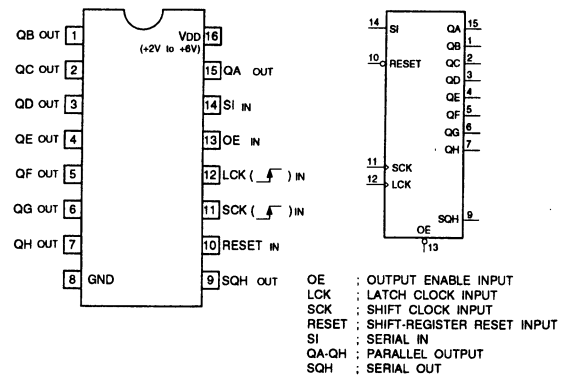 QB OUT 1
QC OUT 2
QD OUT 3
QE OUT 4
QF OUT 5
QG OUT 6
QH OUT 7
8 GND
VDD 16
(+2V to +6V)
15 QA OUT
14 SI IN
13 OE IN
12 LCK ( ) IN
11 SCK ( ) IN
10 RESET IN
9 SQH OUT
14 SI
10 RESET
11 SCK
12 LCK
QA 15
QB 1
QC 2
QD 3
QE 4
QF 5
QG 6
QH 7
SQH 9
OE
13
OE ; OUTPUT ENABLE INPUT
LCK ; LATCH CLOCK INPUT
SCK ; SHIFT CLOCK INPUT
RESET ; SHIFT-REGISTER RESET INPUT
SI ; SERIAL IN
QA-QH ; PARALLEL OUTPUT
SQH ; SERIAL OUT